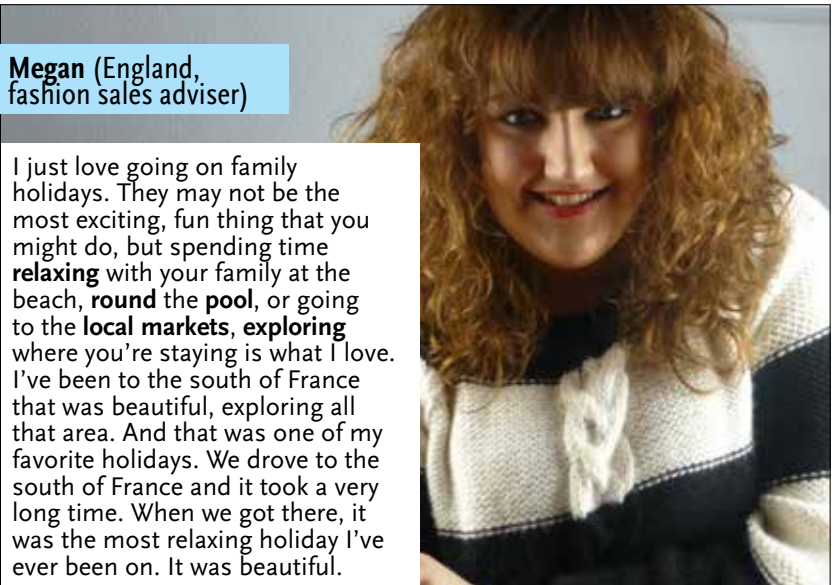 Megan (England,
fashion sales adviser)
I just love going on family
holidays. They may not be the
most exciting, fun thing that you
might do, but spending time
relaxing with your family at the
beach, round the pool, or going
to the local markets, exploring
where you're staying is what I love.
I've been to the south of France
that was beautiful, exploring all
that area. And that was one of my
favorite holidays. We drove to the
south of France and it took a very
long time. When we got there, it
was the most relaxing holiday I've
ever been on. It was beautiful.